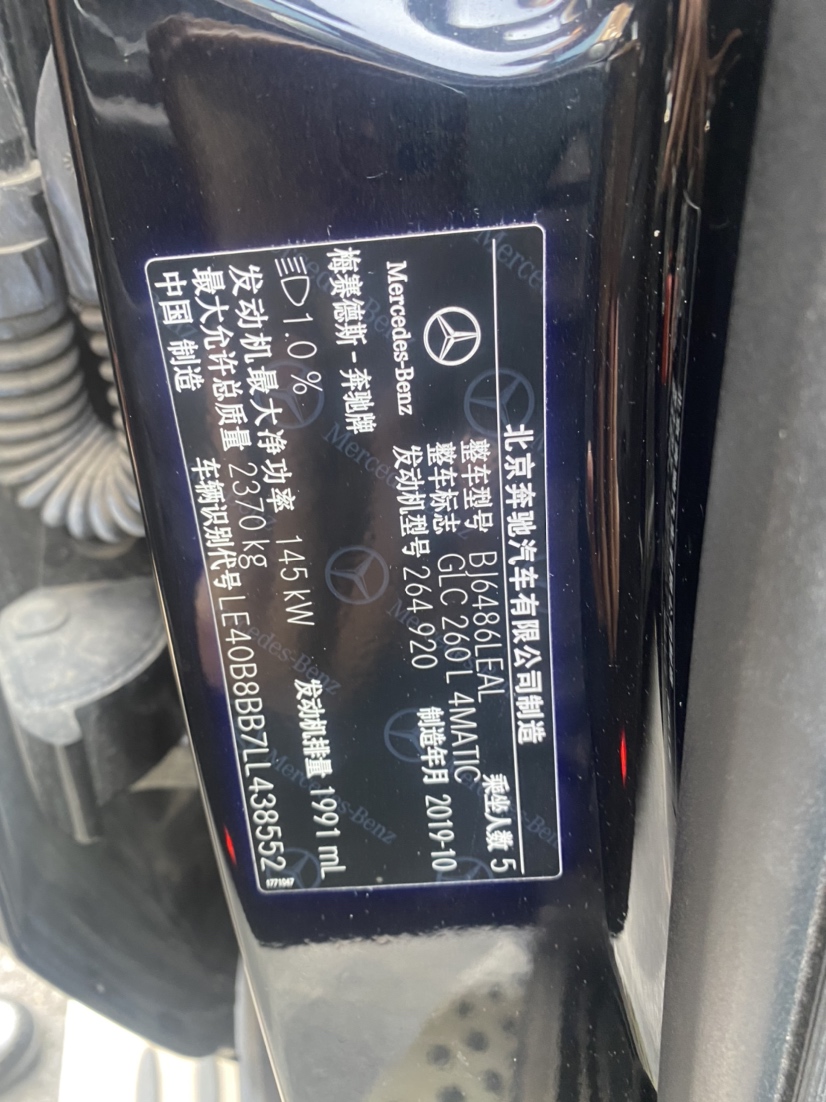 北京奔驰汽车有限公司制造
Mercedes-Benz
整车型号 BJ6486LEAL 乘坐人数 5
整车标志 GLC 260 L 4MATIC
发动机型号 264 920 制造年月 2019-10
梅赛德斯-奔驰牌
1.0 %
发动机最大净功率 145 kW 发动机排量 1991 mL
最大允许总质量 2370 kg
中国 制造 车辆识别代号 LE40B8BB7LL438552